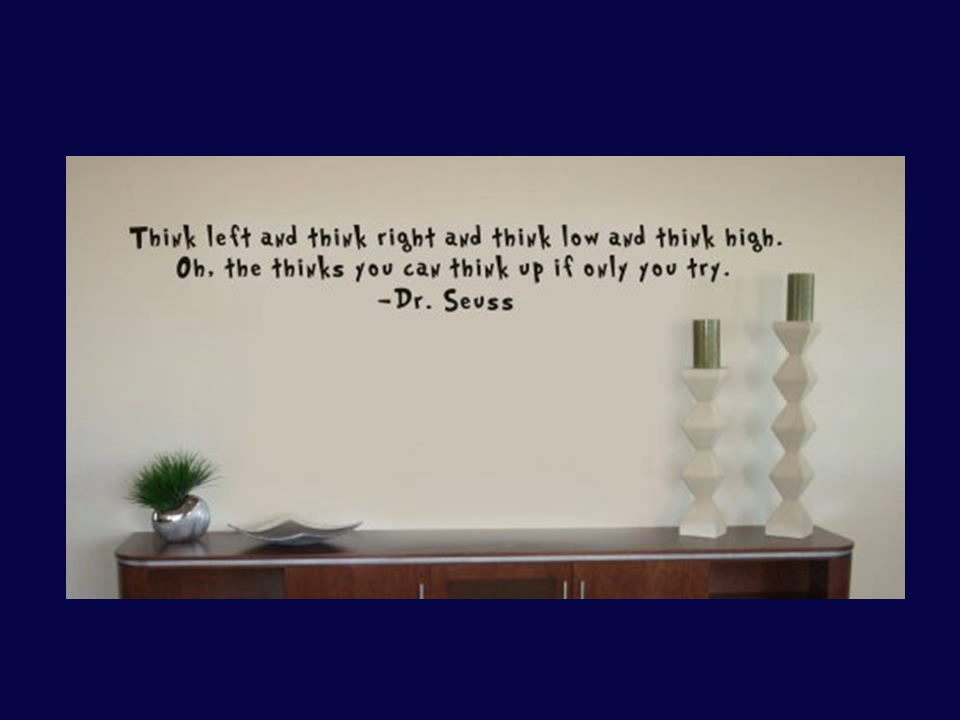 Think left and think right and think low and think high.
Oh, the thinks you can think up if only you try.
-Dr. Seuss